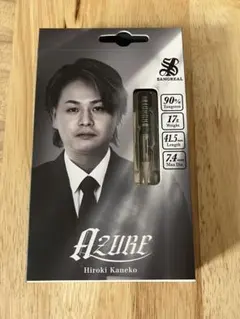 SANGREAL
90%
Tungsten
17g
Weight
41.5mm
Length
7.4mm
Max Dia.
AZURE
Hiroki Kaneko